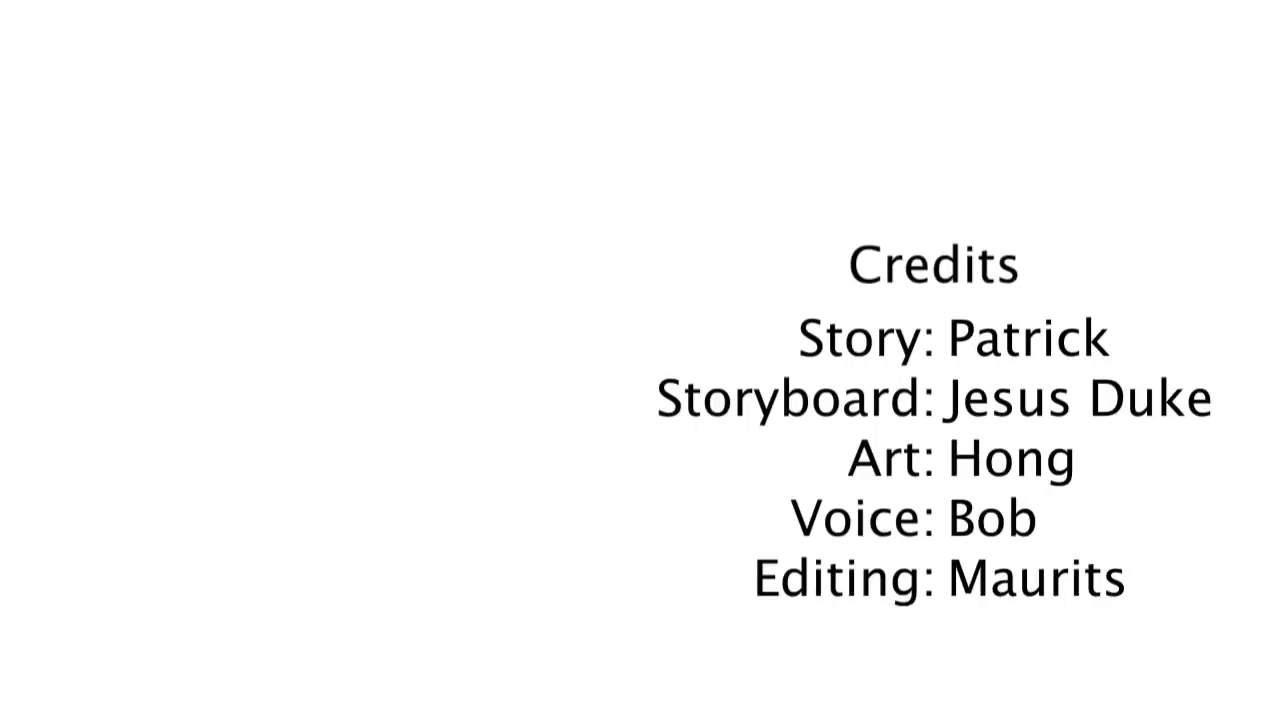 Credits
Story: Patrick
Storyboard: Jesus Duke
Art: Hong
Voice: Bob
Editing: Maurits